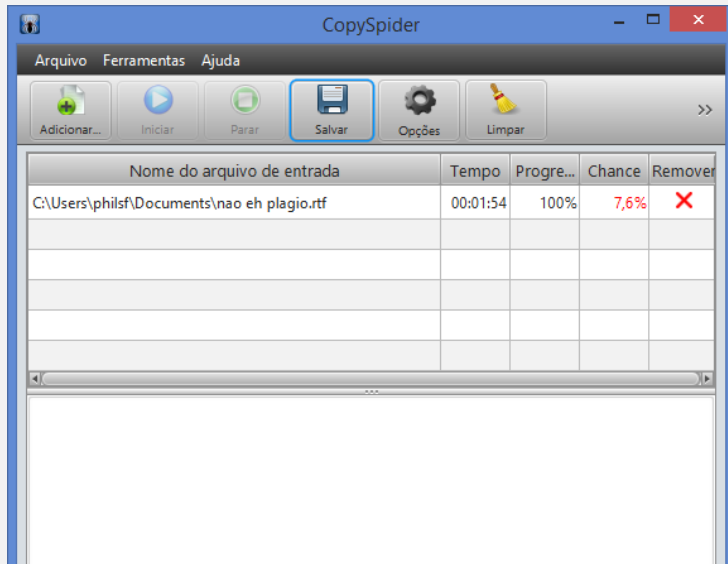 CopySpider
Arquivo Ferramentas Ajuda
Adicionar... Iniciar Parar Salvar Opções Limpar >>
Nome do arquivo de entrada Tempo Progre... Chance Remover
C:\Users\philsf\Documents\nao eh plagio.rtf 00:01:54 100% 7,6%